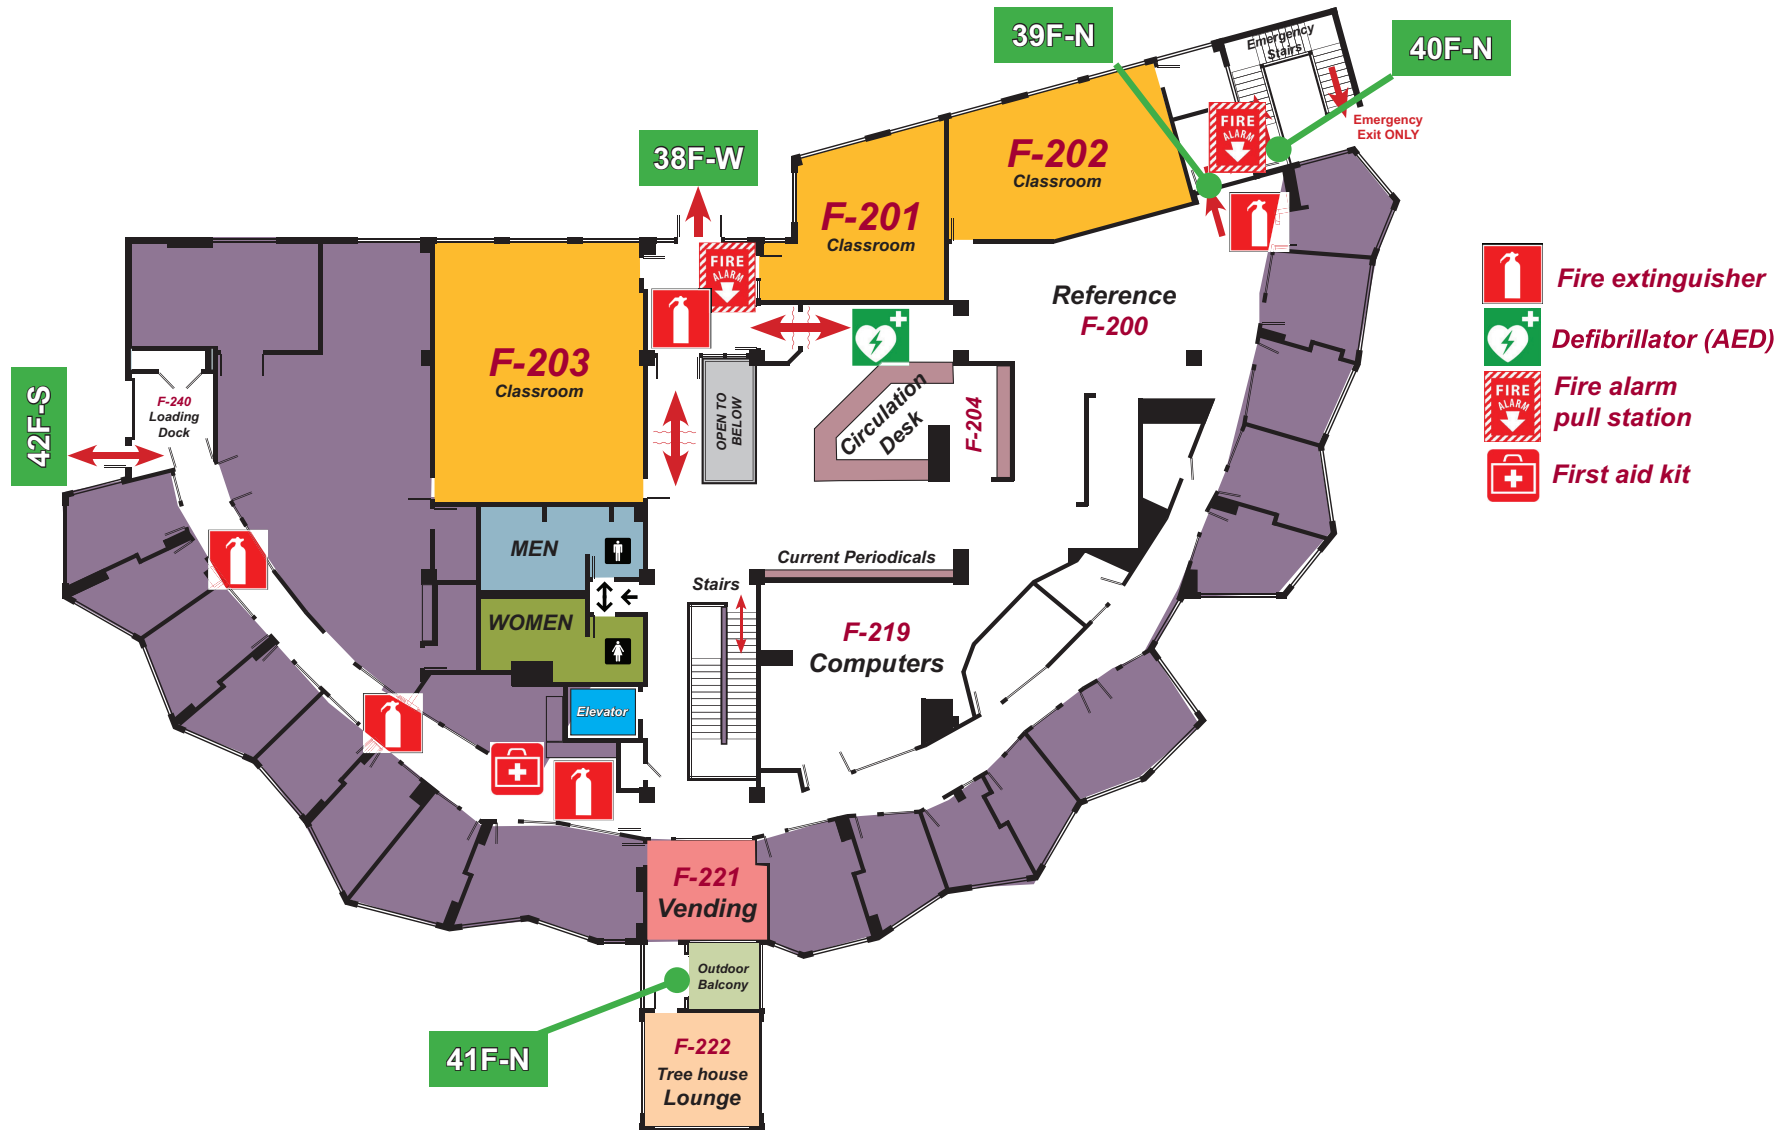 39F-N
40F-N
Emergency
Stairs
Emergency
Exit ONLY
38F-W
FIRE
ALARM
F-202
Classroom
F-201
Classroom
FIRE
ALARM
Reference
F-200
F-203
Classroom
Fire extinguisher
Defibrillator (AED)
FIRE
ALARM
Fire alarm
pull station
First aid kit
42F-S
F-240
Loading
Dock
OPEN TO
BELOW
Circulation
Desk
F-204
MEN
Current Periodicals
Stairs
WOMEN
F-219
Computers
Elevator
F-221
Vending
Outdoor
Balcony
41F-N
F-222
Tree house
Lounge